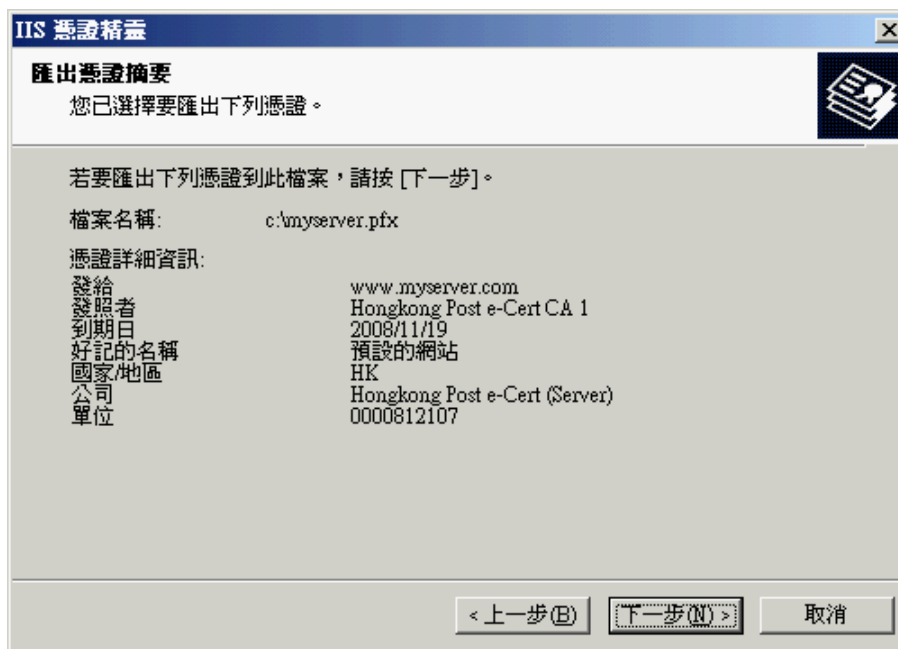 IIS 憑證精靈
匯出憑證摘要
您已選擇要匯出下列憑證。
若要匯出下列憑證到此檔案，請按 [下一步]。
檔案名稱: c:\myserver.pfx
憑證詳細資訊:
發給 www.myserver.com
發照者 Hongkong Post e-Cert CA 1
到期日 2008/11/19
好記的名稱 預設的網站
國家/地區 HK
公司 Hongkong Post e-Cert (Server)
單位 0000812107
< 上一步(B) 下一步(N) > 取消